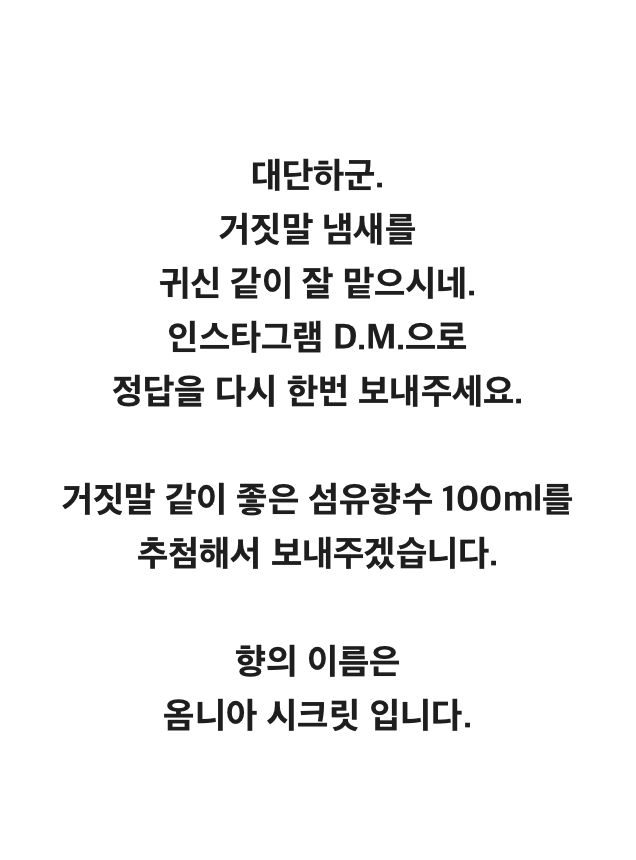 대단하군.
거짓말 냄새를
귀신 같이 잘 맡으시네.
인스타그램 D.M.으로
정답을 다시 한번 보내주세요.
거짓말 같이 좋은 섬유향수 100ml를
추첨해서 보내주겠습니다.
향의 이름은
옴니아 시크릿 입니다.